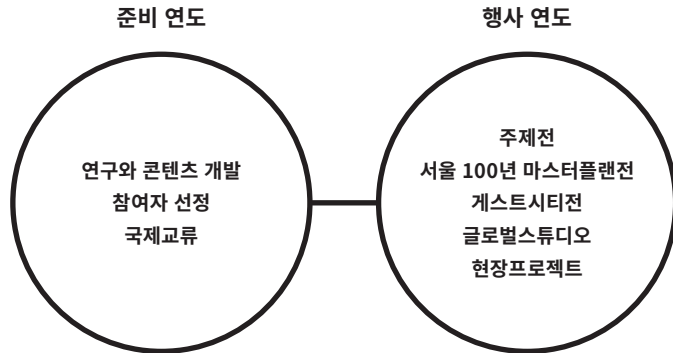 준비 연도
행사 연도
연구와 콘텐츠 개발
참여자 선정
국제교류
주제전
서울 100년 마스터플랜전
게스트시티전
글로벌스튜디오
현장프로젝트